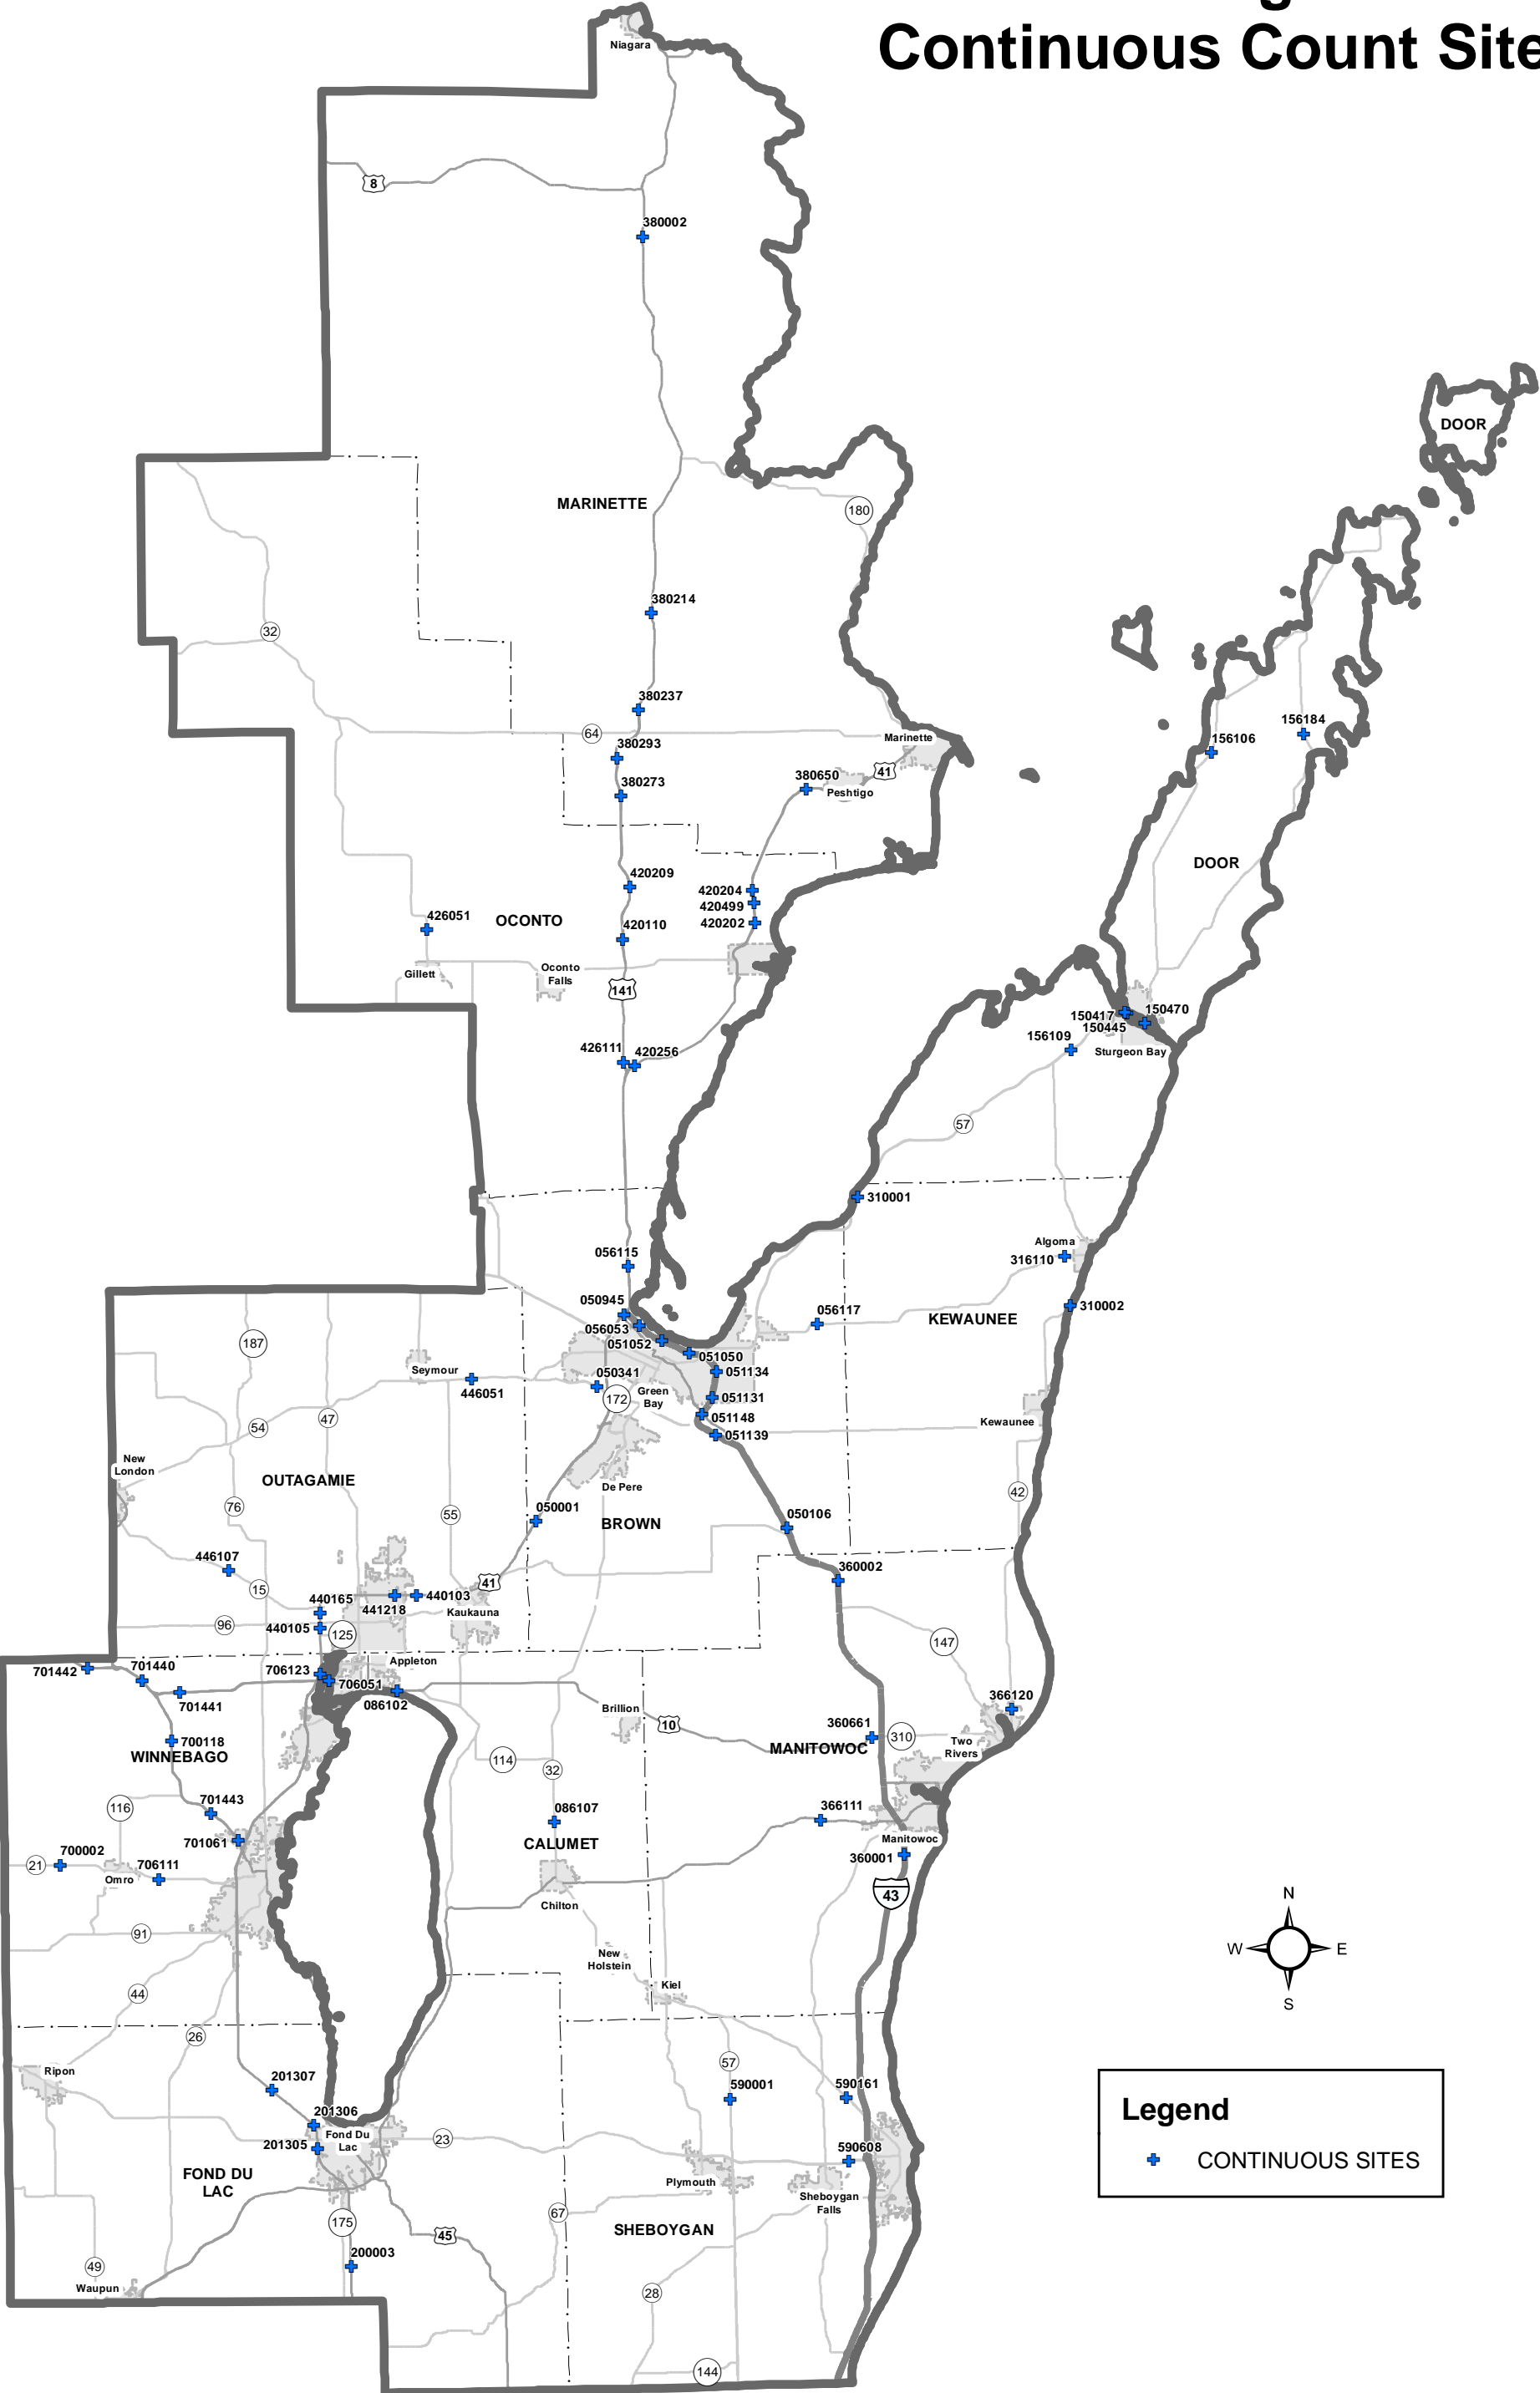 Continuous Count Site
Niagara
8
380002
DOOR
MARINETTE
180
380214
32
380237
64
380293
Marinette
156184
156106
41
380650
380273
Peshtigo
DOOR
420209
420204
420499
420202
426051
OCONTO
420110
Gillett
Oconto
Falls
141
150417
150470
150445
156109
Sturgeon Bay
426111
420256
57
310001
Algoma
316110
056115
050945
310002
056053
056117
KEWAUNEE
051052
187
051050
Seymour
050341
051134
446051
172
Green
Bay
051131
051148
47
54
Kewaunee
051139
New
London
OUTAGAMIE
De Pere
42
76
55
050001
050106
BROWN
446107
360002
15
41
440165
440103
441218
Kaukauna
96
440105
125
147
Appleton
701442
701440
706123
706051
701441
086102
Brillion
366120
10
360661
310
700118
WINNEBAGO
MANITOWOC
Two
Rivers
114
32
116
701443
086107
366111
701061
CALUMET
Manitowoc
700002
360001
21
706111
Omro
43
Chilton
N
W
E
S
91
New
Holstein
Kiel
44
26
57
Ripon
201307
590001
590161
201306
Legend
Fond Du
Lac
23
201305
590608
CONTINUOUS SITES
FOND DU
LAC
Plymouth
Sheboygan
Falls
67
175
SHEBOYGAN
45
200003
49
Waupun
28
144